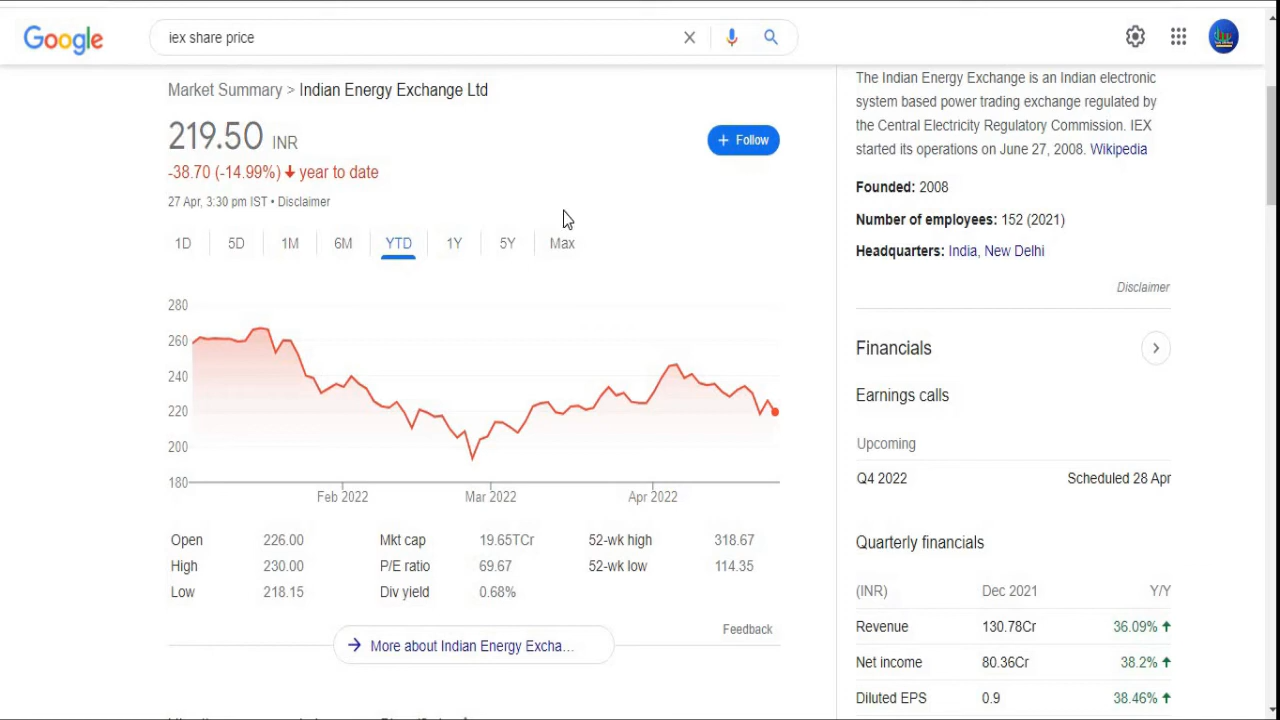 Google
iex share price
Market Summary > Indian Energy Exchange Ltd
219.50 INR
+ Follow
-38.70 (-14.99%) ↓ year to date
27 Apr, 3:30 pm IST • Disclaimer
1D 5D 1M 6M YTD 1Y 5Y Max
280
260
240
220
200
180
Feb 2022 Mar 2022 Apr 2022
Open 226.00 Mkt cap 19.65TCr 52-wk high 318.67
High 230.00 P/E ratio 69.67 52-wk low 114.35
Low 218.15 Div yield 0.68%
Feedback
→ More about Indian Energy Excha...
The Indian Energy Exchange is an Indian electronic
system based power trading exchange regulated by
the Central Electricity Regulatory Commission. IEX
started its operations on June 27, 2008. Wikipedia
Founded: 2008
Number of employees: 152 (2021)
Headquarters: India, New Delhi
Disclaimer
Financials
Earnings calls
Upcoming
Q4 2022 Scheduled 28 Apr
Quarterly financials
(INR) Dec 2021 Y/Y
Revenue 130.78Cr 36.09% ↑
Net income 80.36Cr 38.2% ↑
Diluted EPS 0.9 38.46% ↑